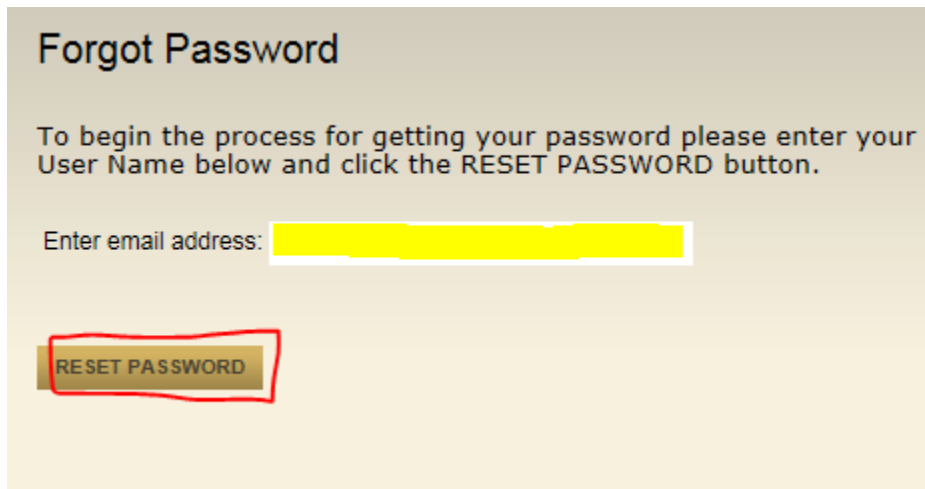 Forgot Password
To begin the process for getting your password please enter your
User Name below and click the RESET PASSWORD button.
Enter email address:
RESET PASSWORD